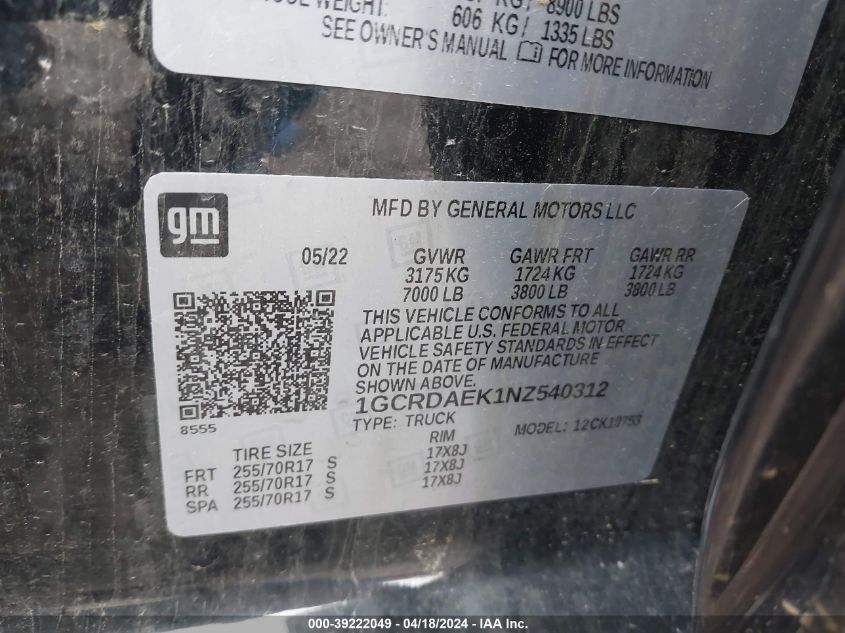 KG / 8900 LBS
WEIGHT: 606 KG / 1335 LBS
SEE OWNER'S MANUAL FOR MORE INFORMATION
gm
MFD BY GENERAL MOTORS LLC
05/22 GVWR GAWR FRT GAWR RR
3175 KG 1724 KG 1724 KG
7000 LB 3800 LB 3800 LB
THIS VEHICLE CONFORMS TO ALL
APPLICABLE U.S. FEDERAL MOTOR
VEHICLE SAFETY STANDARDS IN EFFECT
ON THE DATE OF MANUFACTURE
SHOWN ABOVE.
1GCRDAEK1NZ540312
8555
TYPE: TRUCK MODEL: 12CK10753
TIRE SIZE RIM
FRT 255/70R17 S 17X8J
RR 255/70R17 S 17X8J
SPA 255/70R17 S 17X8J
000-39222049 - 04/18/2024 - IAA Inc.